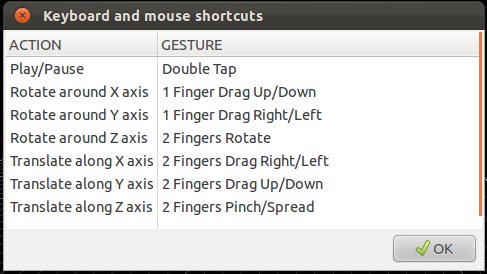 Keyboard and mouse shortcuts
ACTION GESTURE
Play/Pause Double Tap
Rotate around X axis 1 Finger Drag Up/Down
Rotate around Y axis 1 Finger Drag Right/Left
Rotate around Z axis 2 Fingers Rotate
Translate along X axis 2 Fingers Drag Right/Left
Translate along Y axis 2 Fingers Drag Up/Down
Translate along Z axis 2 Fingers Pinch/Spread
OK